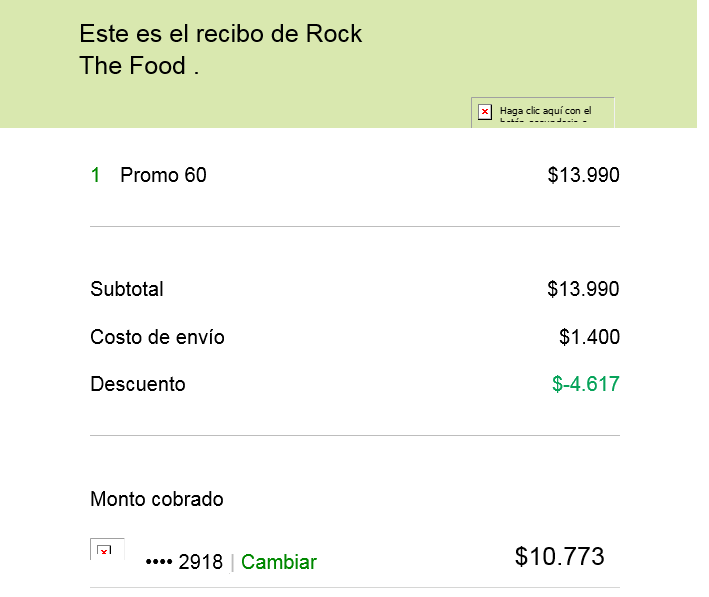 Este es el recibo de Rock
The Food .
Haga clic aquí con el
1 Promo 60 $13.990
Subtotal $13.990
Costo de envío $1.400
Descuento $-4.617
Monto cobrado
•••• 2918 | Cambiar $10.773